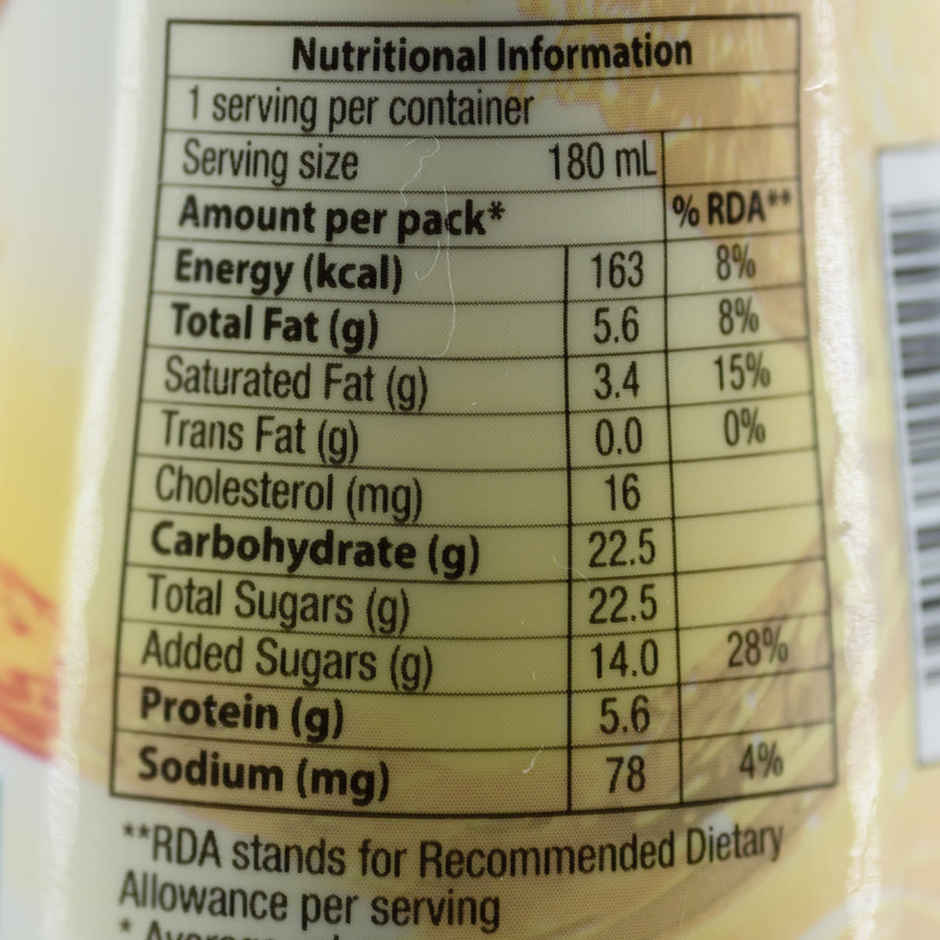 Nutritional Information
1 serving per container
Serving size 180 mL
Amount per pack* % RDA**
Energy (kcal) 163 8%
Total Fat (g) 5.6 8%
Saturated Fat (g) 3.4 15%
Trans Fat (g) 0.0 0%
Cholesterol (mg) 16
Carbohydrate (g) 22.5
Total Sugars (g) 22.5
Added Sugars (g) 14.0 28%
Protein (g) 5.6
Sodium (mg) 78 4%
**RDA stands for Recommended Dietary
Allowance per serving
*